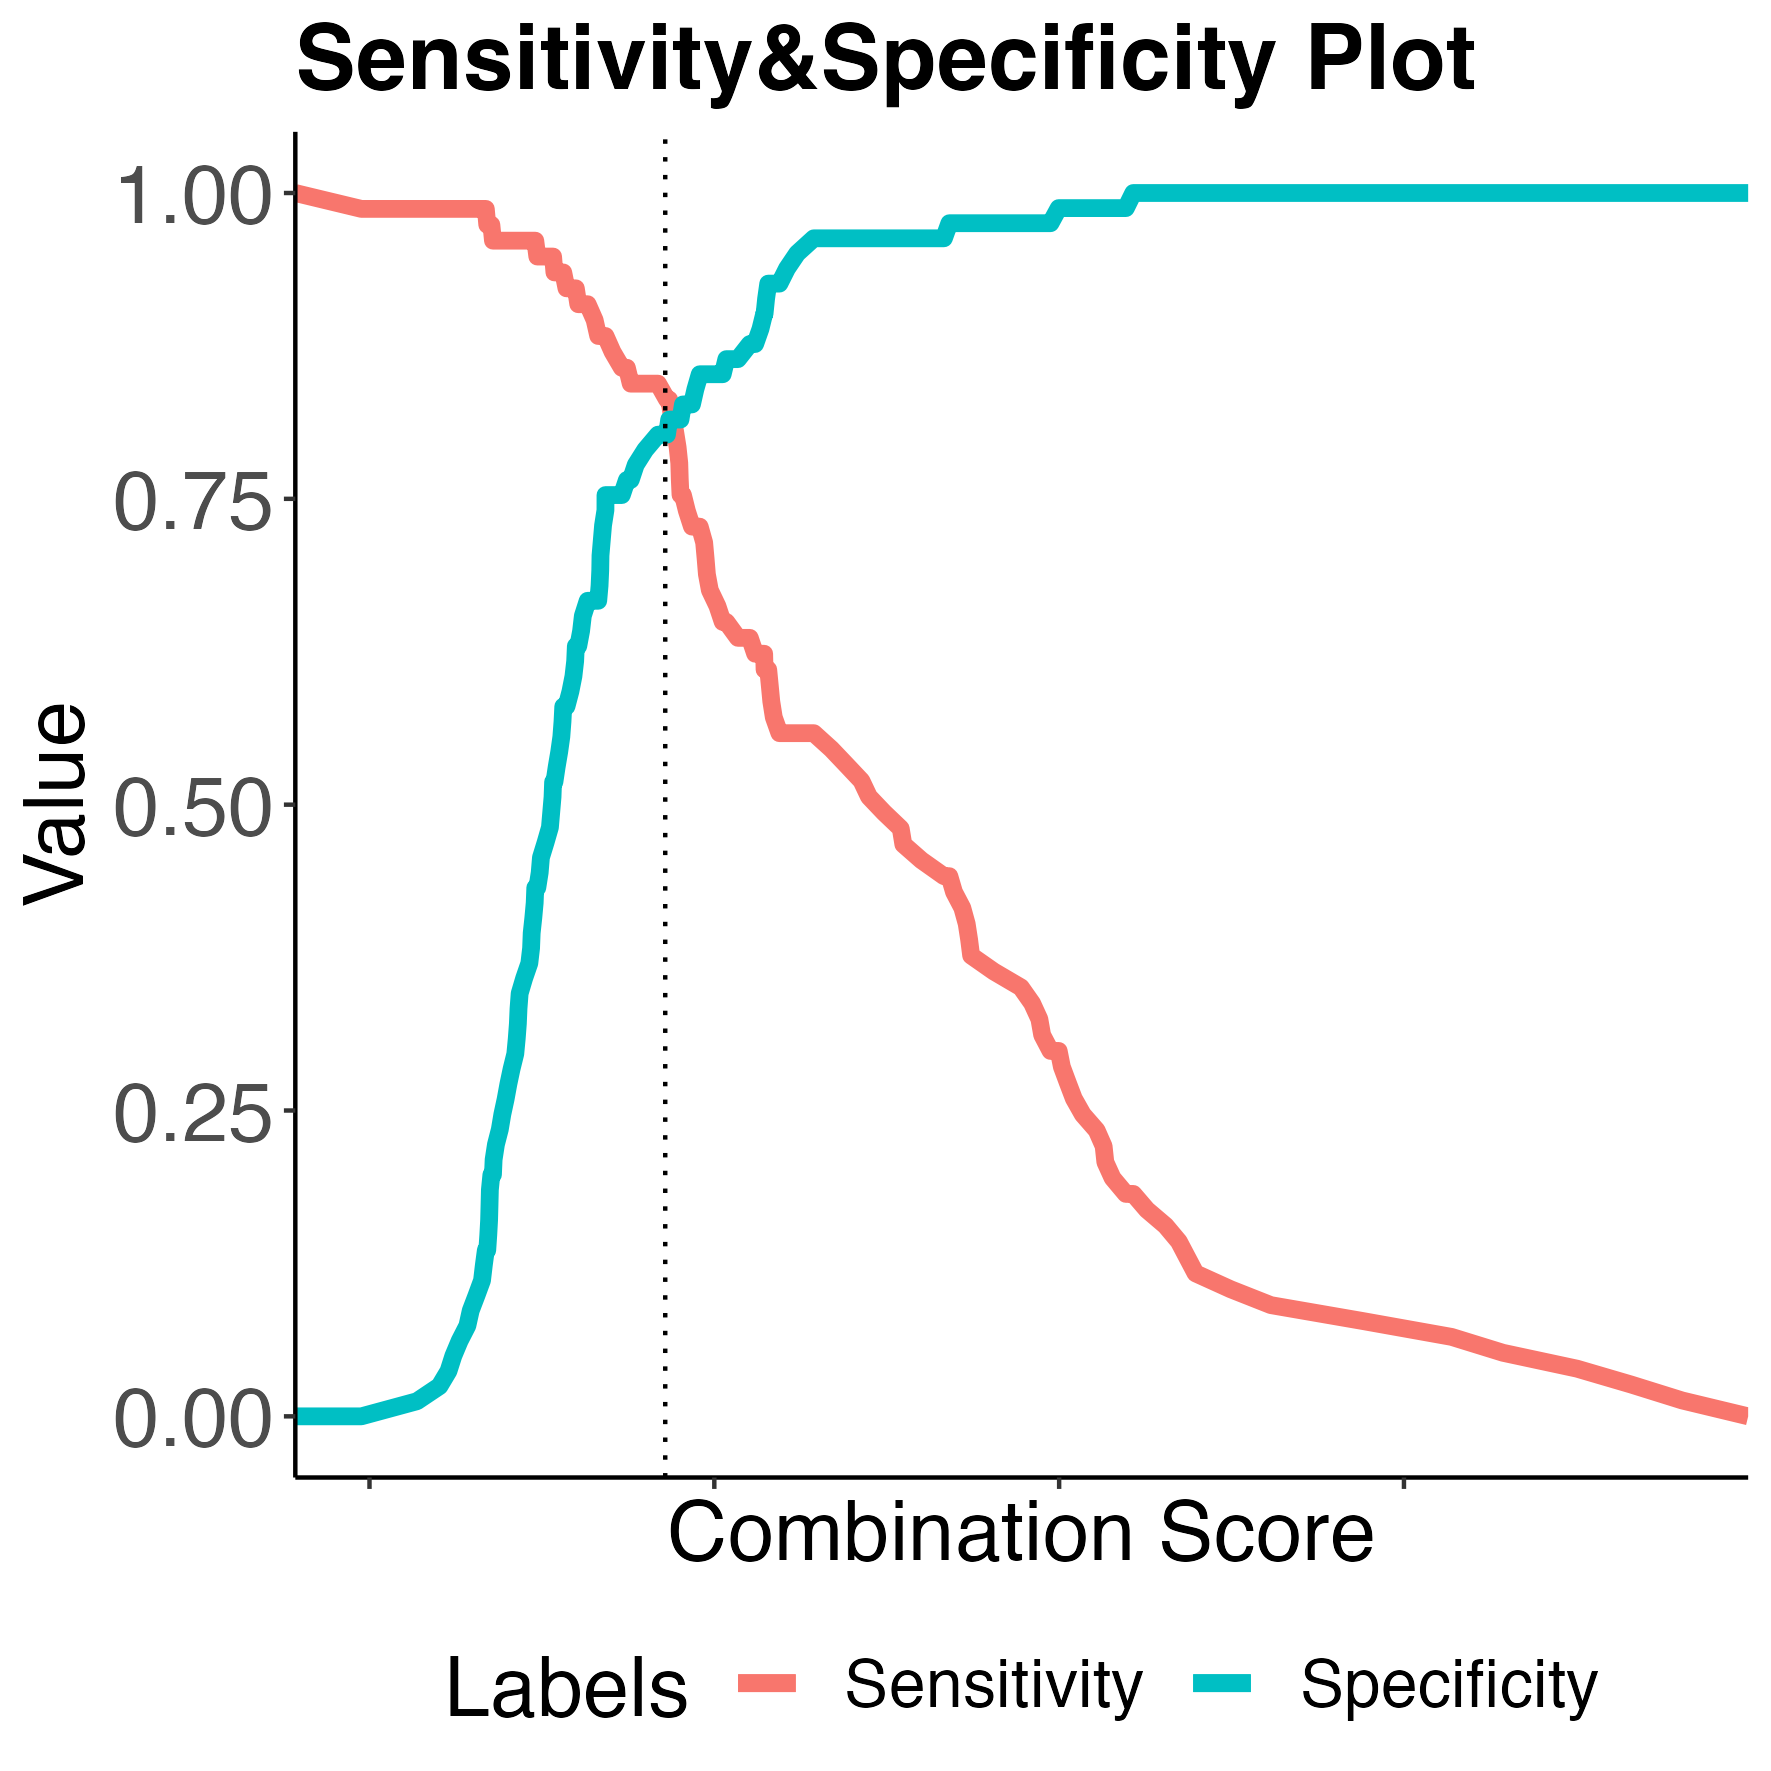 Sensitivity&Specificity Plot
1.00
0.75
0.50
0.25
0.00
Value
Combination Score
Labels Sensitivity Specificity